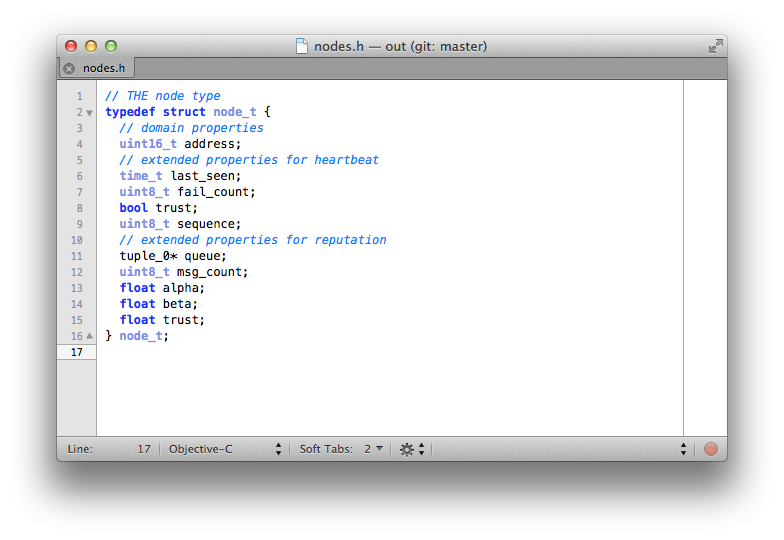 nodes.h — out (git: master)
nodes.h
1 // THE node type
2 typedef struct node_t {
3   // domain properties
4   uint16_t address;
5   // extended properties for heartbeat
6   time_t last_seen;
7   uint8_t fail_count;
8   bool trust;
9   uint8_t sequence;
10   // extended properties for reputation
11   tuple_0* queue;
12   uint8_t msg_count;
13   float alpha;
14   float beta;
15   float trust;
16 } node_t;
17
Line: 17 Objective-C Soft Tabs: 2